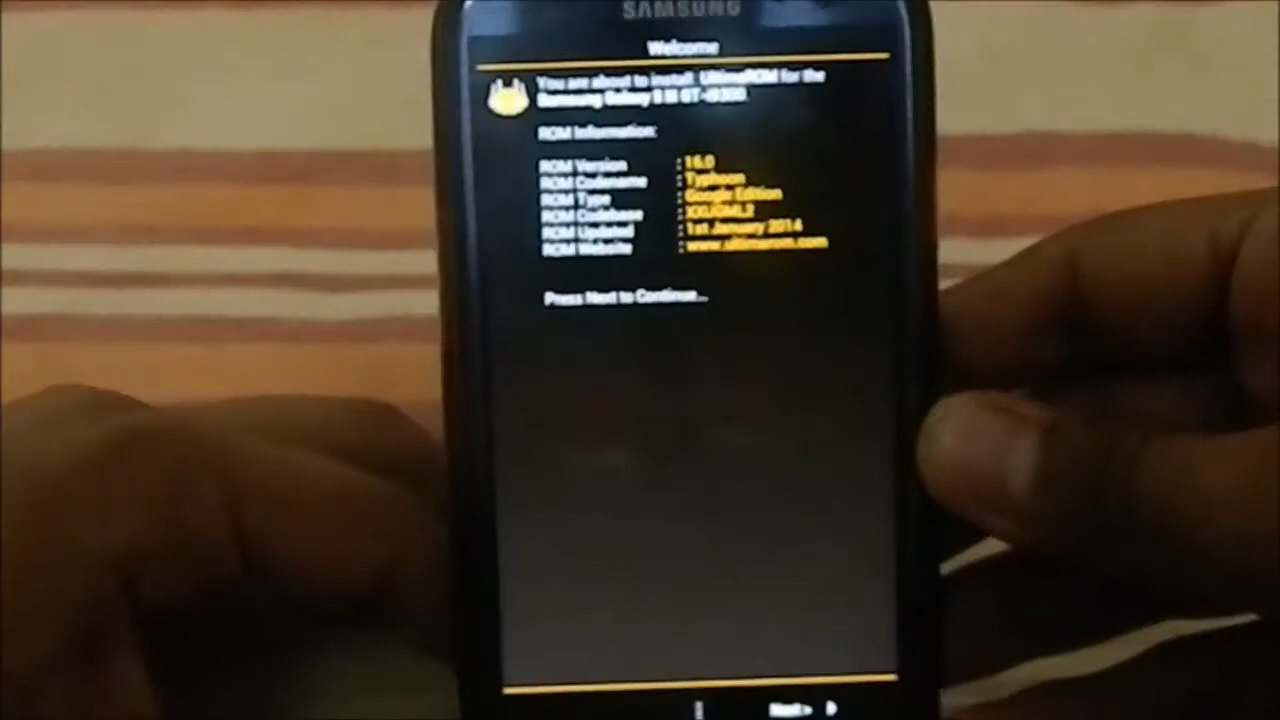 SAMSUNG
Welcome
You are about to install UltimaROM for the
Samsung Galaxy S III GT-i9300.
ROM Information:
ROM Version : 16.0
ROM Codename : Typhoon
ROM Type : Google Edition
ROM Codebase : XXUGML2
ROM Updated : 1st January 2014
ROM Website : www.ultimarom.com
Press Next to Continue...
Next >